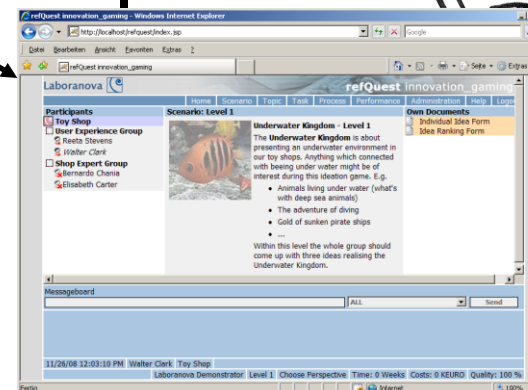 refQuest innovation_gaming - Windows Internet Explorer
http://localhost/refquest/index.jsp
Google
Datei Bearbeiten Ansicht Favoriten Extras ?
refQuest innovation_gaming
Seite Extras
Laboranova
refQuest innovation_gaming
Home Scenario Topic Task Process Performance Administration Help Logout
Participants
Toy Shop
User Experience Group
Reeta Stevens
Walter Clark
Shop Expert Group
Bernardo Chania
Elisabeth Carter
Scenario: Level 1
Underwater Kingdom - Level 1
The Underwater Kingdom is about
presenting an underwater environment in
our toy shops. Anything which connected
with beeing under water might be of
interest during this ideation game. E.g.
• Animals living under water (what's
with deep sea animals)
• The adventure of diving
• Gold of sunken pirate ships
• ...
Within this level the whole group should
come up with three ideas realising the
Underwater Kingdom.
Own Documents
Individual Idea Form
Idea Ranking Form
Messageboard
ALL Send
11/26/08 12:03:10 PM Walter Clark Toy Shop
Laboranova Demonstrator Level 1 Choose Perspective Time: 0 Weeks Costs: 0 KEURO Quality: 100 %
Fertig Internet 100%